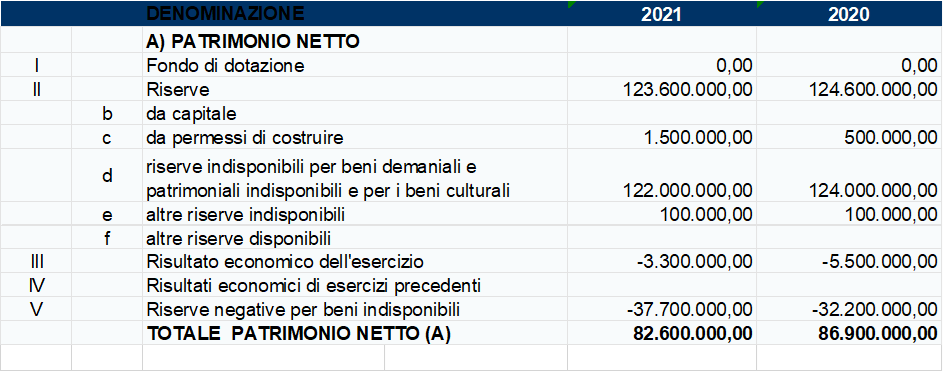 DENOMINAZIONE 2021 2020
A) PATRIMONIO NETTO
I Fondo di dotazione 0,00 0,00
II Riserve 123.600.000,00 124.600.000,00
b da capitale
c da permessi di costruire 1.500.000,00 500.000,00
d riserve indisponibili per beni demaniali e
patrimoniali indisponibili e per i beni culturali 122.000.000,00 124.000.000,00
e altre riserve indisponibili 100.000,00 100.000,00
f altre riserve disponibili
III Risultato economico dell'esercizio -3.300.000,00 -5.500.000,00
IV Risultati economici di esercizi precedenti
V Riserve negative per beni indisponibili -37.700.000,00 -32.200.000,00
TOTALE PATRIMONIO NETTO (A) 82.600.000,00 86.900.000,00